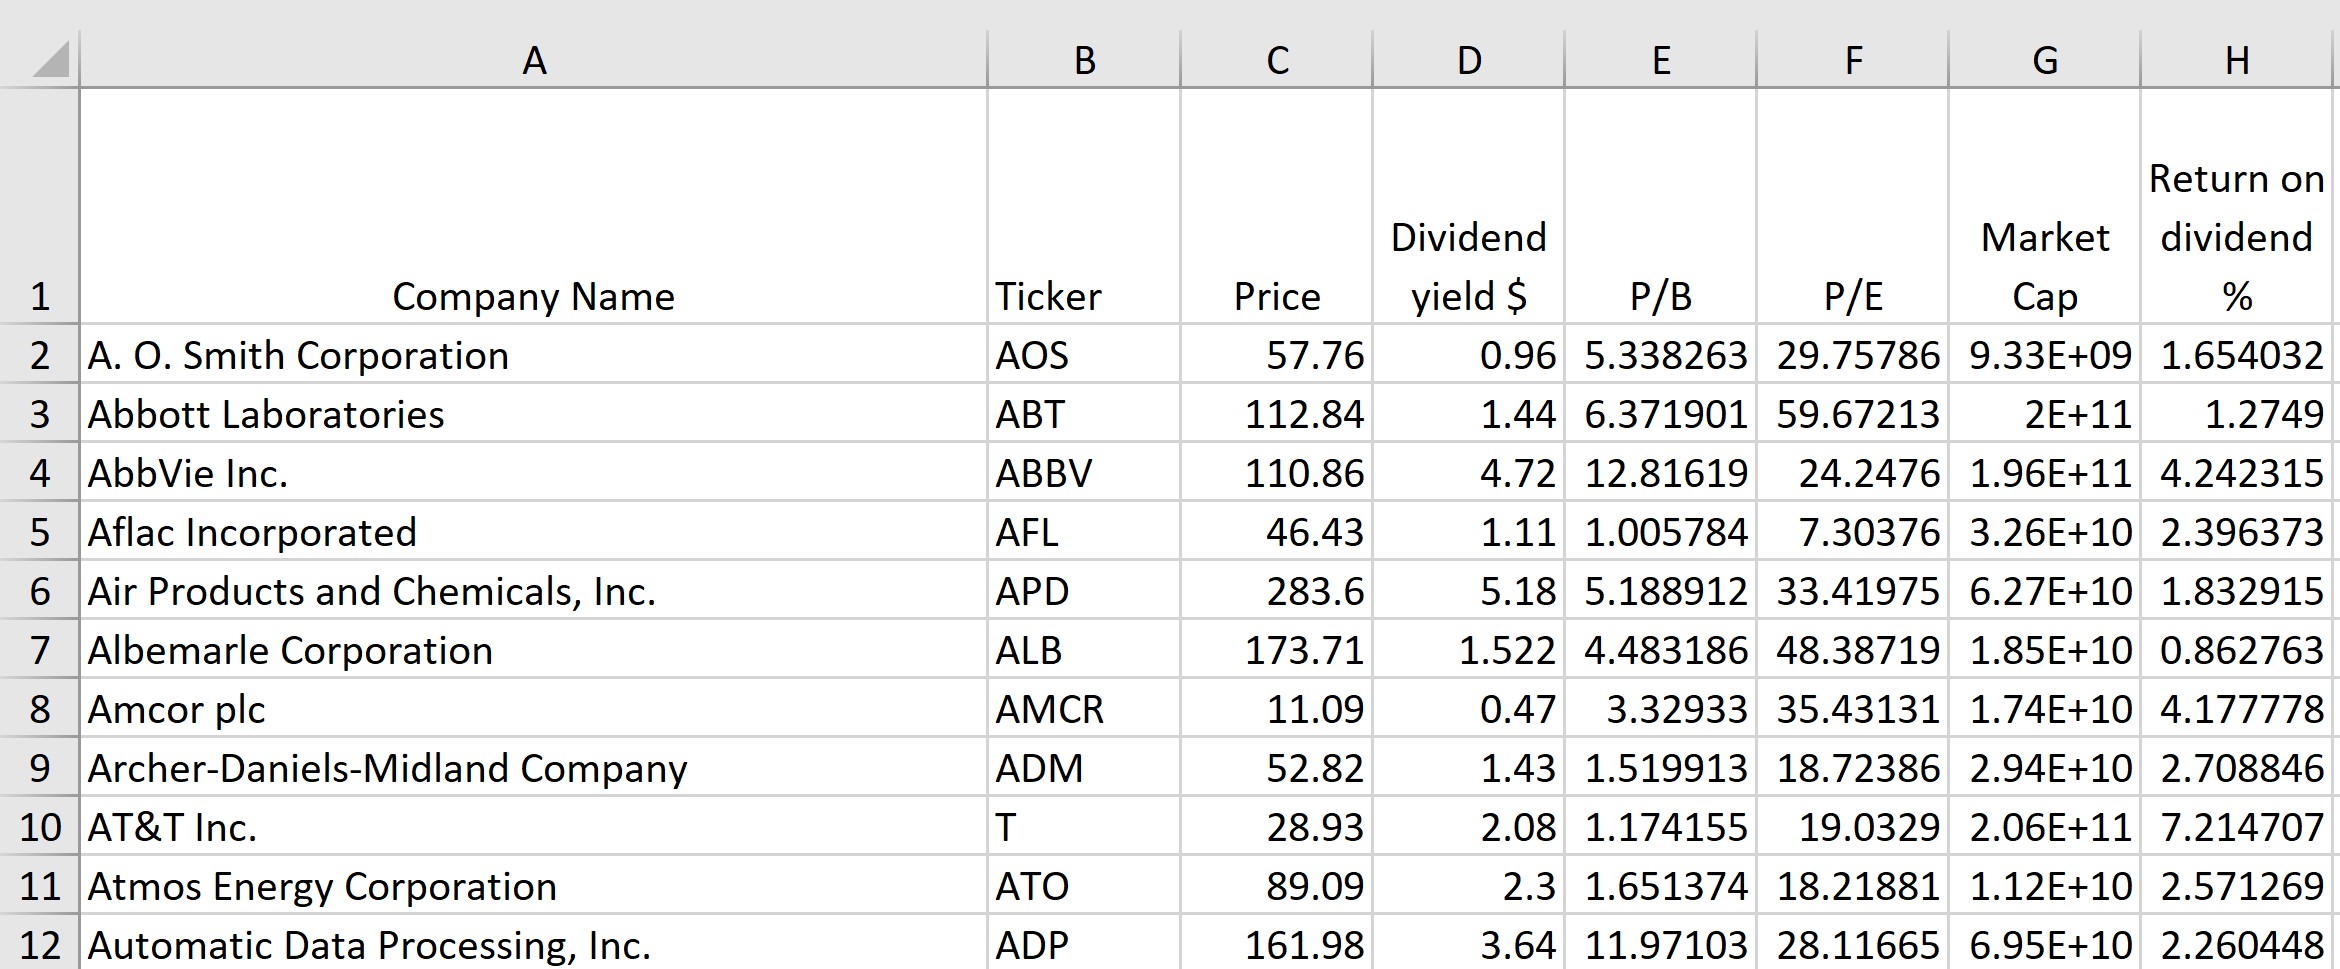 A B C D E F G H
1 Company Name Ticker Price Dividend yield $ P/B P/E Market Cap Return on dividend %
2 A. O. Smith Corporation AOS 57.76 0.96 5.338263 29.75786 9.33E+09 1.654032
3 Abbott Laboratories ABT 112.84 1.44 6.371901 59.67213 2E+11 1.2749
4 AbbVie Inc. ABBV 110.86 4.72 12.81619 24.2476 1.96E+11 4.242315
5 Aflac Incorporated AFL 46.43 1.11 1.005784 7.30376 3.26E+10 2.396373
6 Air Products and Chemicals, Inc. APD 283.6 5.18 5.188912 33.41975 6.27E+10 1.832915
7 Albemarle Corporation ALB 173.71 1.522 4.483186 48.38719 1.85E+10 0.862763
8 Amcor plc AMCR 11.09 0.47 3.32933 35.43131 1.74E+10 4.177778
9 Archer-Daniels-Midland Company ADM 52.82 1.43 1.519913 18.72386 2.94E+10 2.708846
10 AT&T Inc. T 28.93 2.08 1.174155 19.0329 2.06E+11 7.214707
11 Atmos Energy Corporation ATO 89.09 2.3 1.651374 18.21881 1.12E+10 2.571269
12 Automatic Data Processing, Inc. ADP 161.98 3.64 11.97103 28.11665 6.95E+10 2.260448